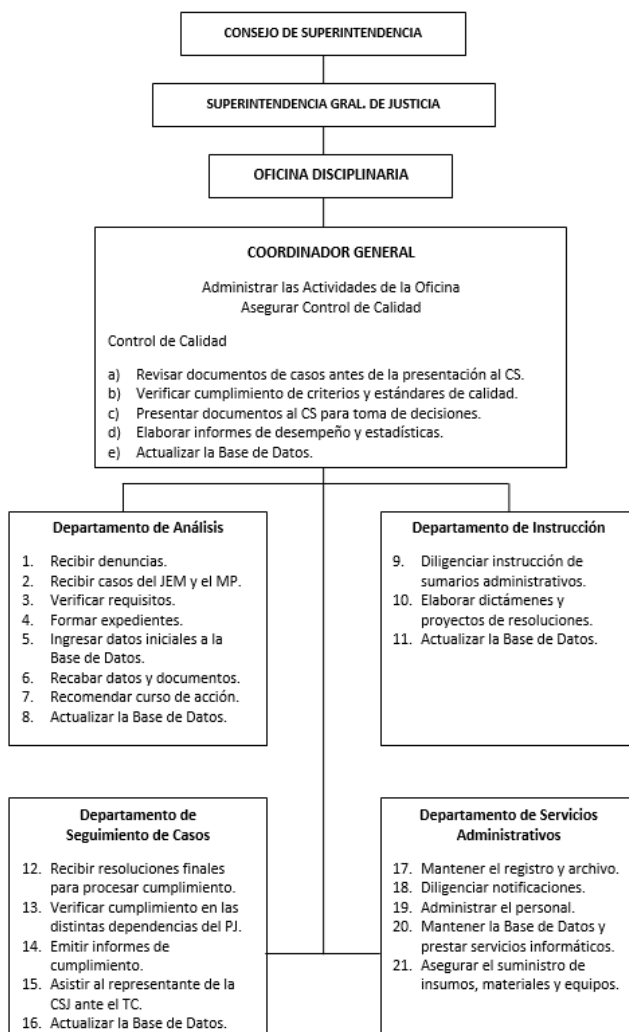 CONSEJO DE SUPERINTENDENCIA
SUPERINTENDENCIA GRAL. DE JUSTICIA
OFICINA DISCIPLINARIA
COORDINADOR GENERAL
Administrar las Actividades de la Oficina
Asegurar Control de Calidad
Control de Calidad
a) Revisar documentos de casos antes de la presentación al CS.
b) Verificar cumplimiento de criterios y estándares de calidad.
c) Presentar documentos al CS para toma de decisiones.
d) Elaborar informes de desempeño y estadísticas.
e) Actualizar la Base de Datos.
Departamento de Análisis
1. Recibir denuncias.
2. Recibir casos del JEM y el MP.
3. Verificar requisitos.
4. Formar expedientes.
5. Ingresar datos iniciales a la
Base de Datos.
6. Recabar datos y documentos.
7. Recomendar curso de acción.
8. Actualizar la Base de Datos.
Departamento de Instrucción
9. Diligenciar instrucción de
sumarios administrativos.
10. Elaborar dictámenes y
proyectos de resoluciones.
11. Actualizar la Base de Datos.
Departamento de
Seguimiento de Casos
12. Recibir resoluciones finales
para procesar cumplimiento.
13. Verificar cumplimiento en las
distintas dependencias del PJ.
14. Emitir informes de
cumplimiento.
15. Asistir al representante de la
CSJ ante el TC.
16. Actualizar la Base de Datos.
Departamento de Servicios
Administrativos
17. Mantener el registro y archivo.
18. Diligenciar notificaciones.
19. Administrar el personal.
20. Mantener la Base de Datos y
prestar servicios informáticos.
21. Asegurar el suministro de
insumos, materiales y equipos.